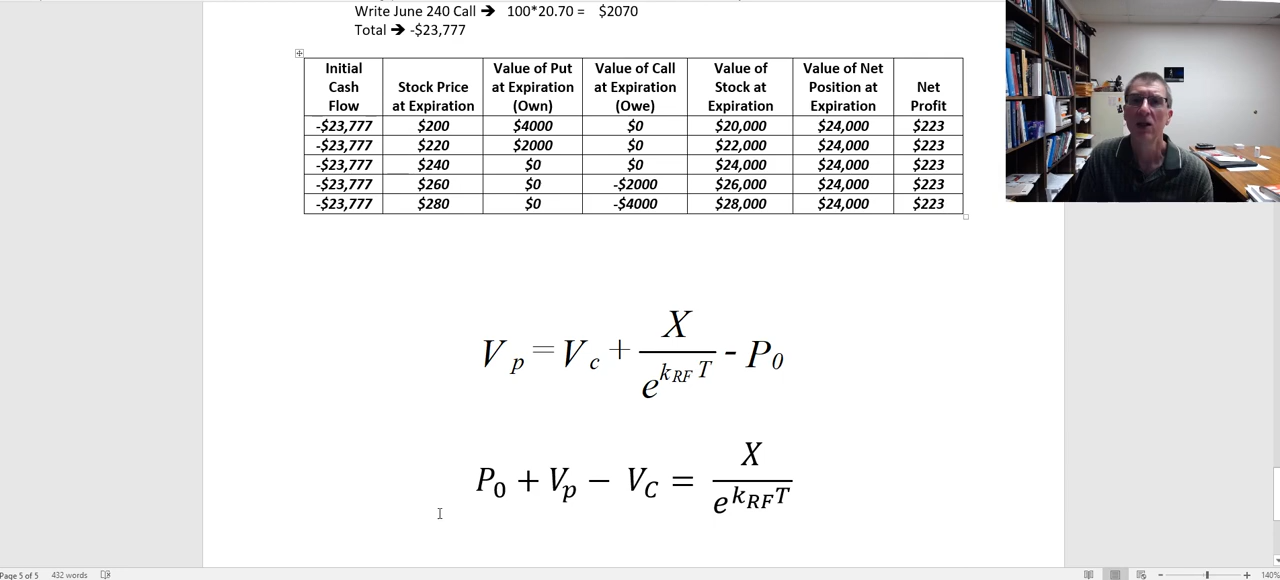 Write June 240 Call ➔ 100*20.70 = $2070
Total ➔ -$23,777
Initial Cash Flow Stock Price at Expiration Value of Put at Expiration (Own) Value of Call at Expiration (Owe) Value of Stock at Expiration Value of Net Position at Expiration Net Profit
-$23,777 $200 $4000 $0 $20,000 $24,000 $223
-$23,777 $220 $2000 $0 $22,000 $24,000 $223
-$23,777 $240 $0 $0 $24,000 $24,000 $223
-$23,777 $260 $0 -$2000 $26,000 $24,000 $223
-$23,777 $280 $0 -$4000 $28,000 $24,000 $223
V_p = V_c + X / e^{k_{RF} T} - P_0
P_0 + V_p − V_C = X / e^{k_{RF}T}
Page 5 of 5 432 words 140%